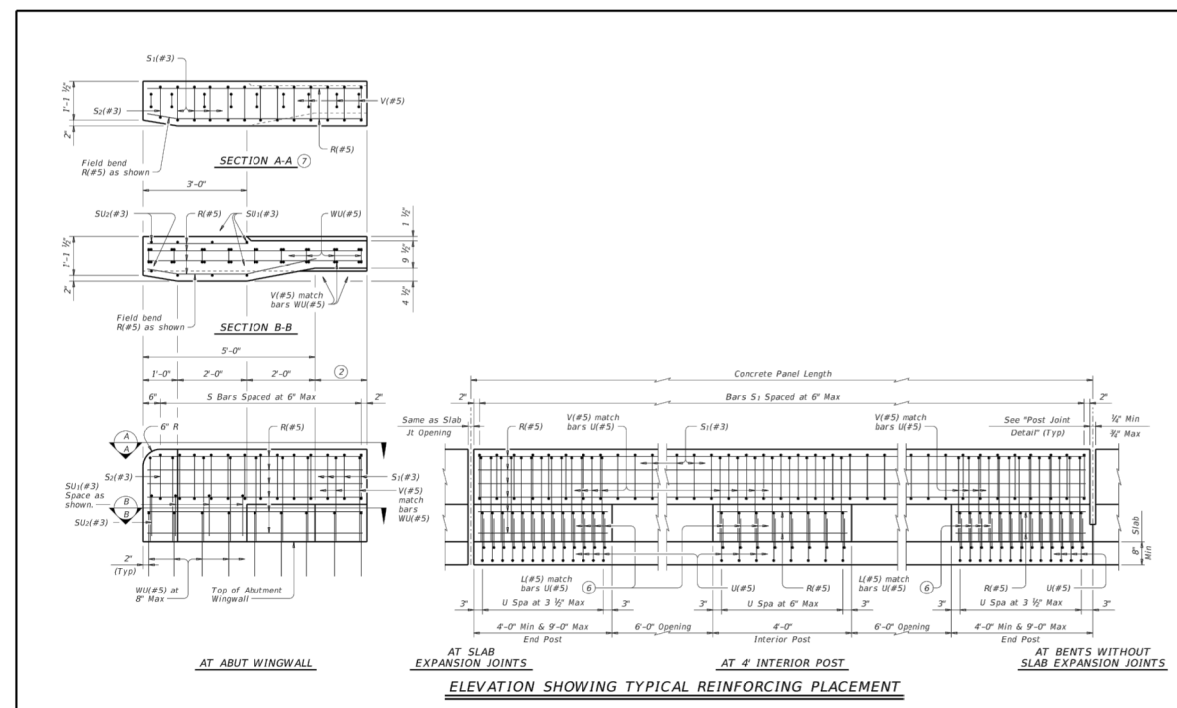 S₁(#3)
1'-1 ½"
2"
S₂(#3)
V(#5)
R(#5)
Field bend
R(#5) as shown
SECTION A-A 7
3'-0"
SU₂(#3)
R(#5)
SU₁(#3)
WU(#5)
1 ½"
9 ½"
4 ½"
1'-1 ½"
2"
V(#5) match
bars WU(#5)
Field bend
R(#5) as shown
SECTION B-B
5'-0"
1'-0"
2'-0"
2'-0"
2
6"
S Bars Spaced at 6" Max
2"
6" R
R(#5)
A
A
S₂(#3)
S₁(#3)
SU₁(#3)
Space as
shown.
B
B
V(#5)
match
bars
WU(#5)
SU₂(#3)
2"
(Typ)
WU(#5) at
8" Max
Top of Abutment
Wingwall
AT ABUT WINGWALL
Concrete Panel Length
2"
Bars S₁ Spaced at 6" Max
2"
Same as Slab
Jt Opening
R(#5)
V(#5) match
bars U(#5)
S₁(#3)
V(#5) match
bars U(#5)
See "Post Joint
Detail" (Typ)
¼" Min
¾" Max
Slab
8"
Min
L(#5) match
bars U(#5)
6
U(#5)
R(#5)
L(#5) match
bars U(#5)
6
R(#5)
U(#5)
3"
U Spa at 3 ½" Max
3"
3"
U Spa at 6" Max
3"
3"
U Spa at 3 ½" Max
3"
4'-0" Min & 9'-0" Max
6'-0" Opening
4'-0"
6'-0" Opening
4'-0" Min & 9'-0" Max
End Post
Interior Post
End Post
AT SLAB
EXPANSION JOINTS
AT 4' INTERIOR POST
AT BENTS WITHOUT
SLAB EXPANSION JOINTS
ELEVATION SHOWING TYPICAL REINFORCING PLACEMENT